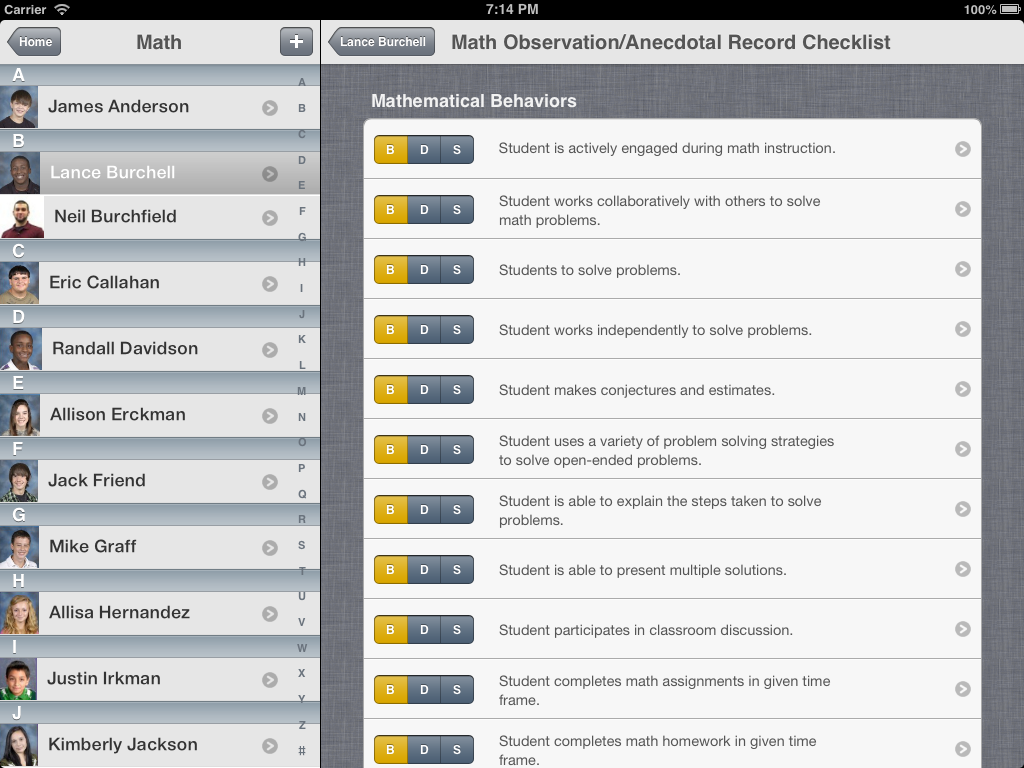 Carrier
7:14 PM
100%
Home
Math
+
A
James Anderson
B
Lance Burchell
Neil Burchfield
C
Eric Callahan
D
Randall Davidson
E
Allison Erckman
F
Jack Friend
G
Mike Graff
H
Allisa Hernandez
I
Justin Irkman
J
Kimberly Jackson
A
B
C
D
E
F
G
H
I
J
K
L
M
N
O
P
Q
R
S
T
U
V
W
X
Y
Z
#
Lance Burchell
Math Observation/Anecdotal Record Checklist
Mathematical Behaviors
B D S
Student is actively engaged during math instruction.
B D S
Student works collaboratively with others to solve
math problems.
B D S
Students to solve problems.
B D S
Student works independently to solve problems.
B D S
Student makes conjectures and estimates.
B D S
Student uses a variety of problem solving strategies
to solve open-ended problems.
B D S
Student is able to explain the steps taken to solve
problems.
B D S
Student is able to present multiple solutions.
B D S
Student participates in classroom discussion.
B D S
Student completes math assignments in given time
frame.
B D S
Student completes math homework in given time
frame.